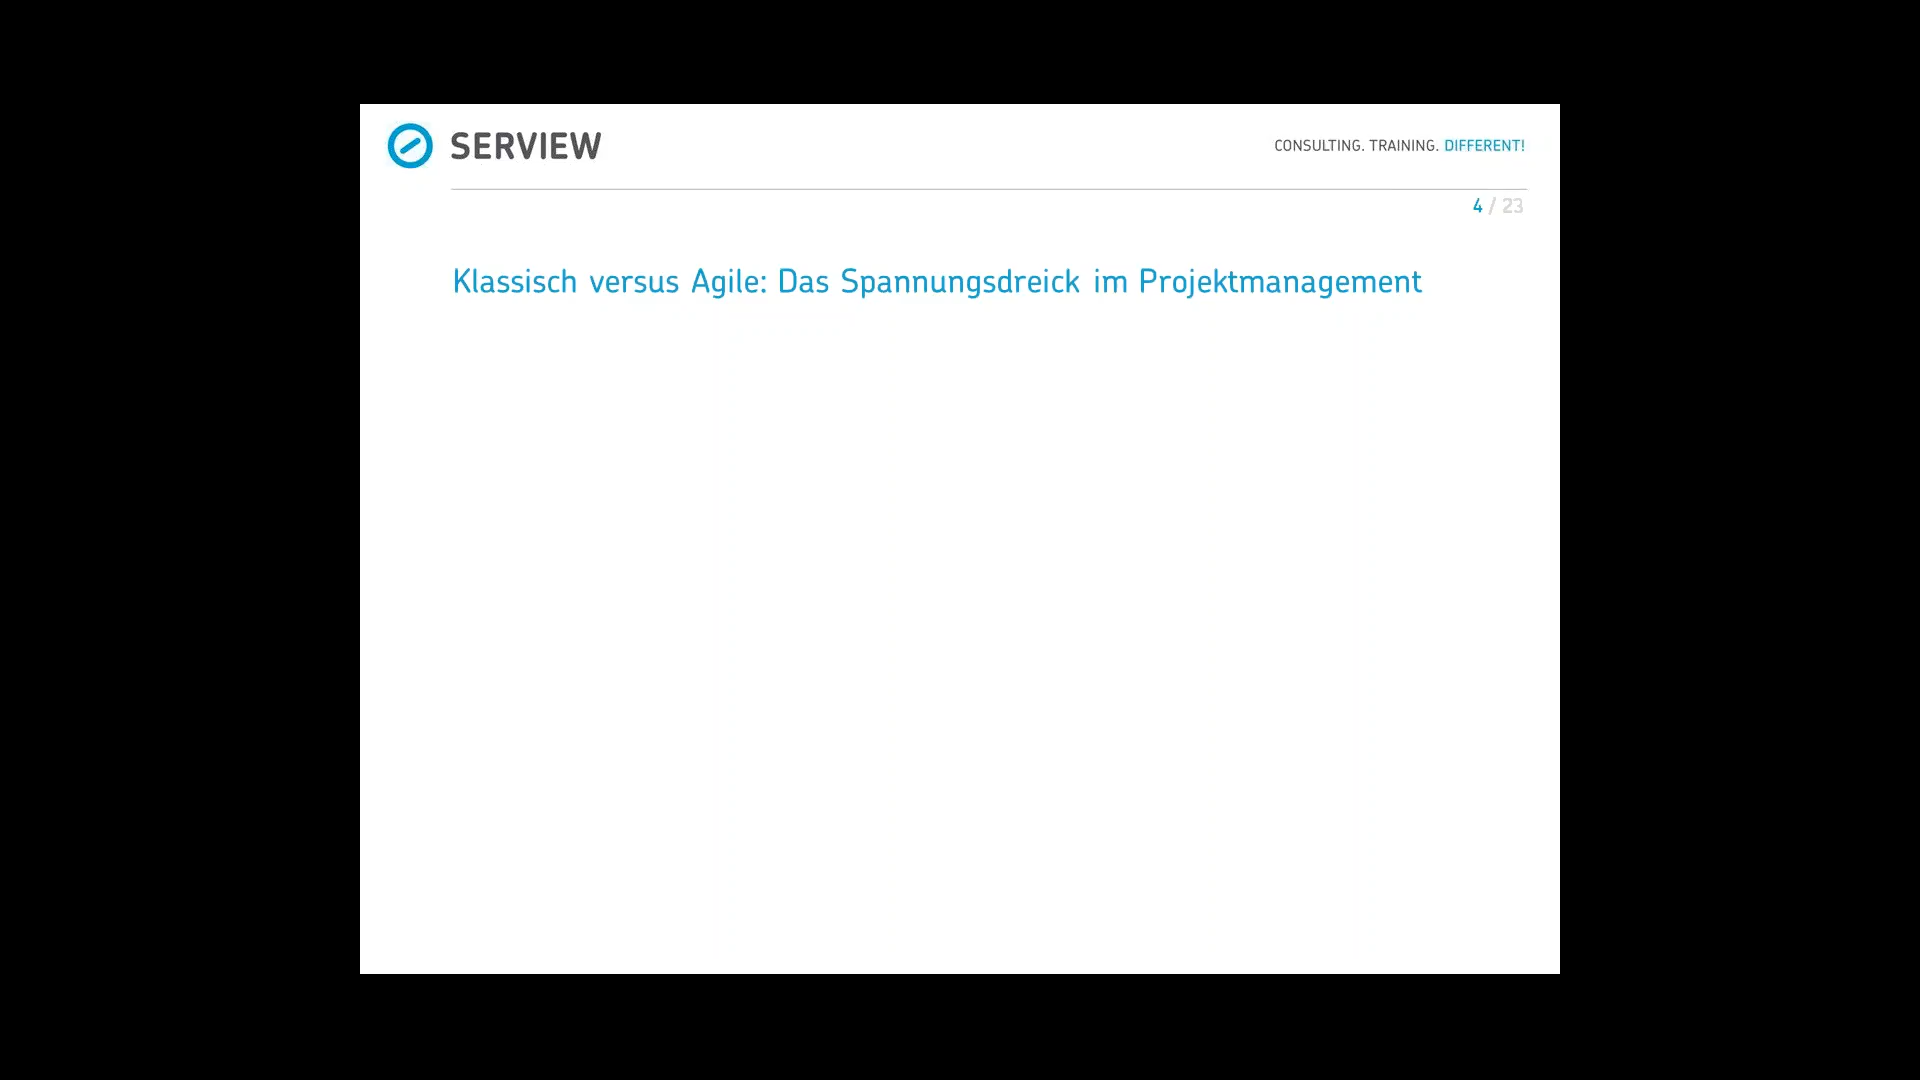 SERVIEW
CONSULTING. TRAINING. DIFFERENT!
4 / 23
Klassisch versus Agile: Das Spannungsdreick im Projektmanagement